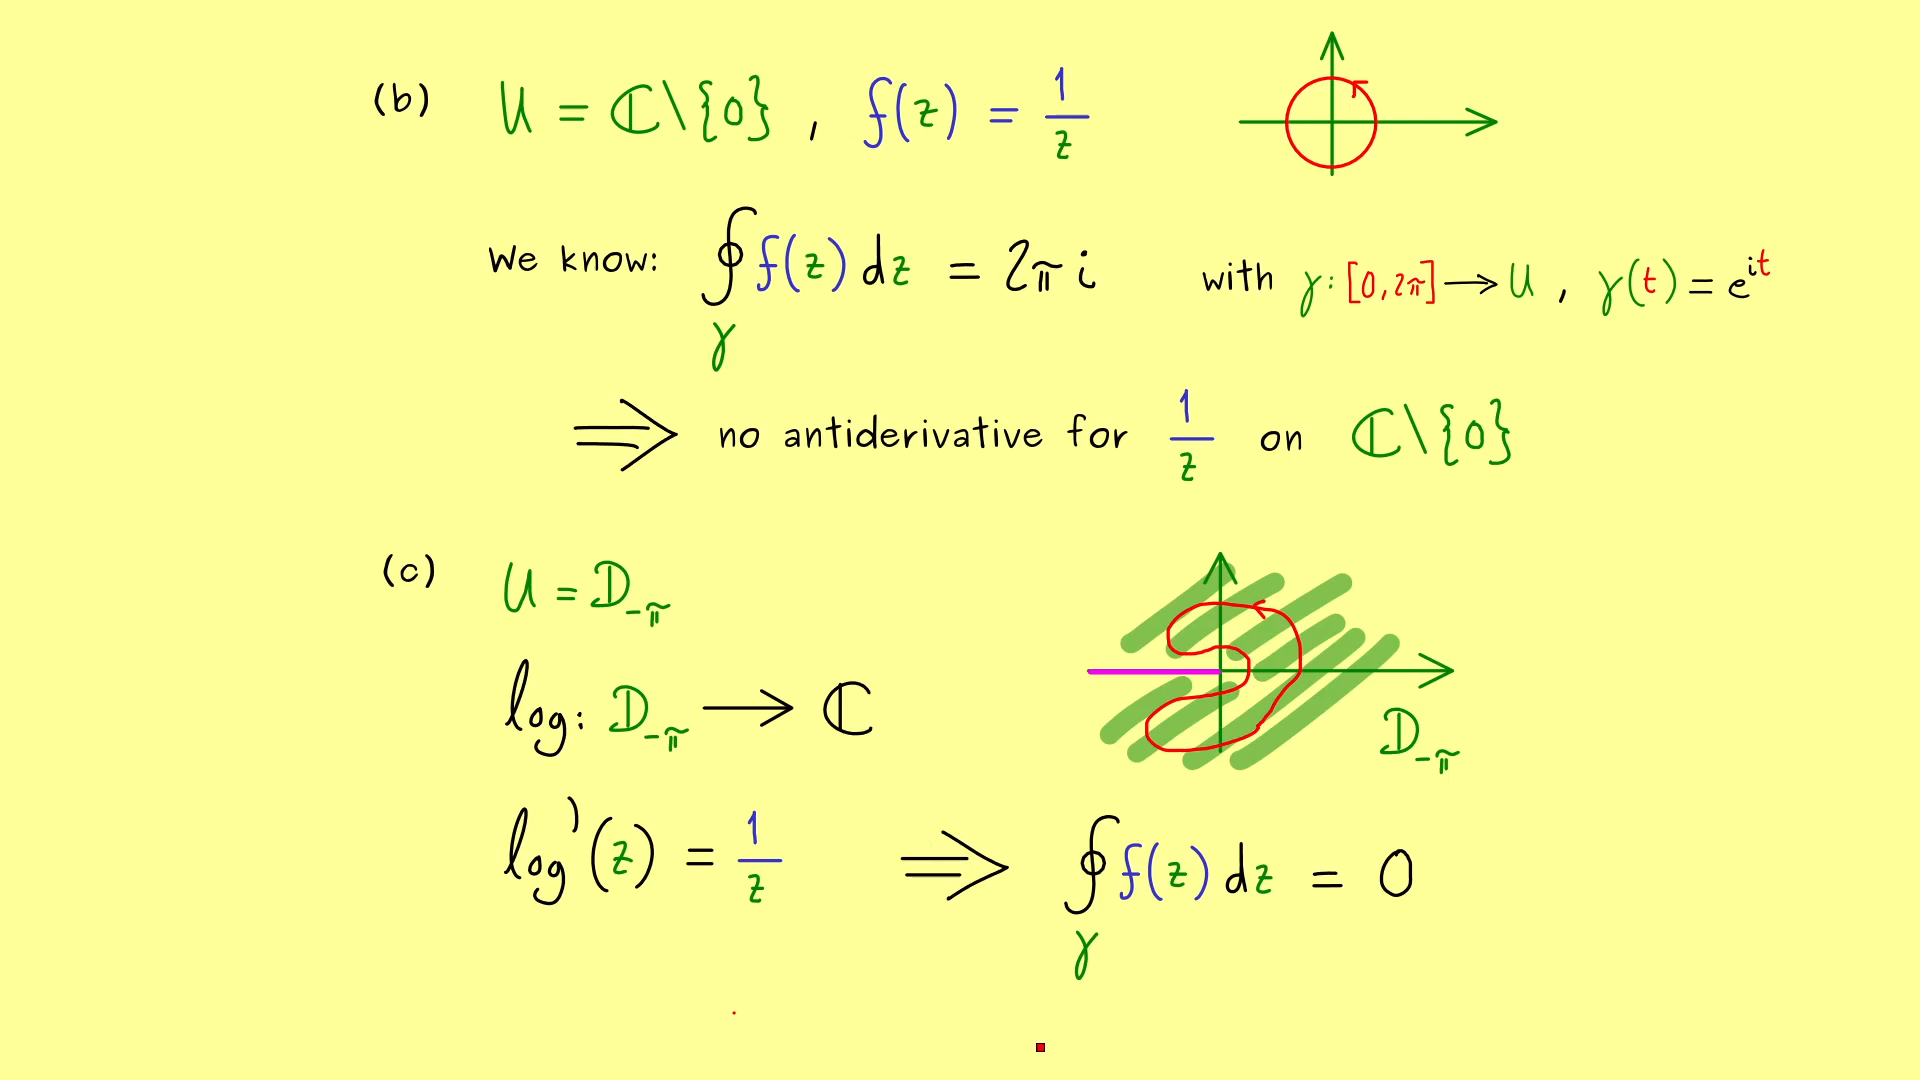 (b) U = ℂ\{0} , f(z) = 1/z
We know: ∮_γ f(z) dz = 2π i with γ: [0, 2π] → U , γ(t) = e^{it}
⇒ no antiderivative for 1/z on ℂ\{0}
(c) U = D_{-π}
log: D_{-π} → ℂ
D_{-π}
log'(z) = 1/z ⇒ ∮_γ f(z) dz = 0